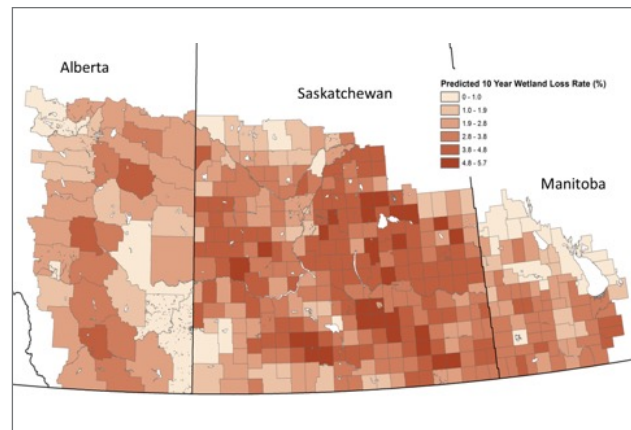 Alberta
Saskatchewan
Manitoba
Predicted 10 Year Wetland Loss Rate (%)
0 - 1.0
1.0 - 1.9
1.9 - 2.8
2.8 - 3.8
3.8 - 4.8
4.8 - 5.7